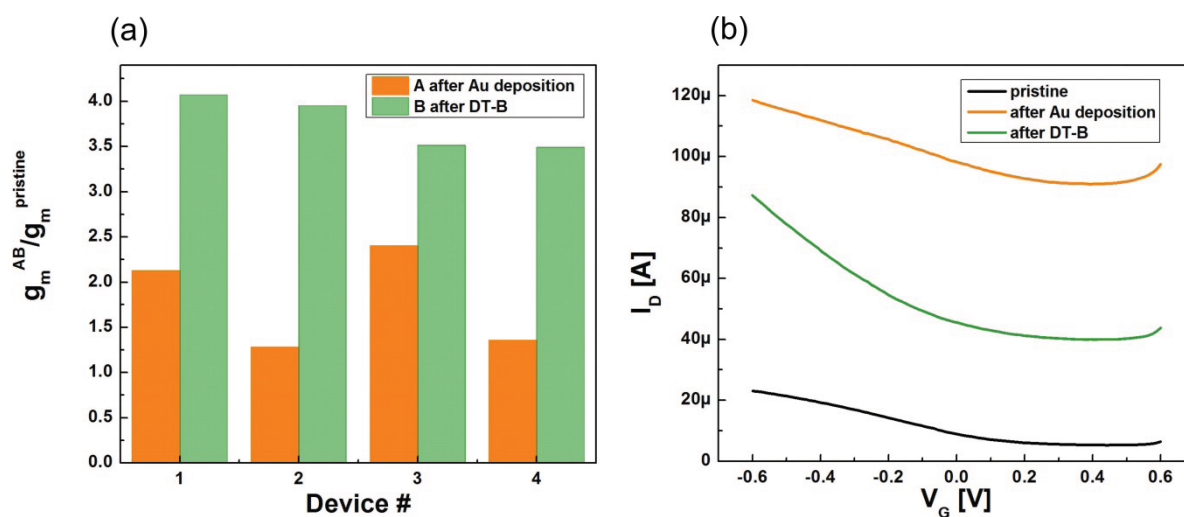 (a)
g_m^AB/g_m^pristine
4.0
3.5
3.0
2.5
2.0
1.5
1.0
0.5
0.0
A after Au deposition
B after DT-B
1 2 3 4
Device #
(b)
I_D [A]
120µ
100µ
80µ
60µ
40µ
20µ
0
pristine
after Au deposition
after DT-B
-0.6 -0.4 -0.2 0.0 0.2 0.4 0.6
V_G [V]